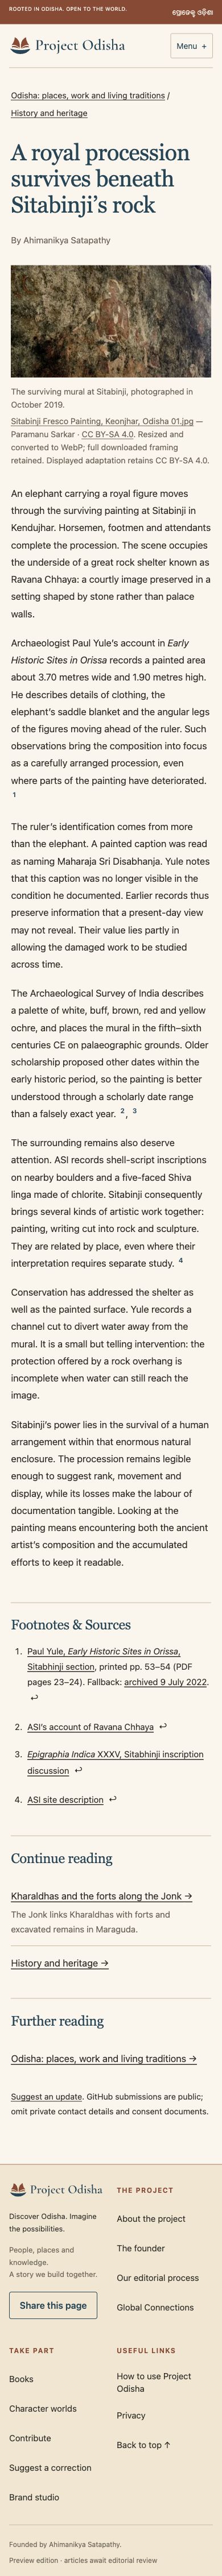 ROOTED IN ODISHA. OPEN TO THE WORLD.
ପ୍ରୋଜେକ୍ଟ ଓଡ଼ିଶା
Project Odisha
Menu +
Odisha: places, work and living traditions /
History and heritage
A royal procession
survives beneath
Sitabinji’s rock
By Ahimanikya Satapathy
The surviving mural at Sitabinji, photographed in
October 2019.
Sitabinji Fresco Painting, Keonjhar, Odisha 01.jpg —
Paramanu Sarkar · CC BY-SA 4.0. Resized and
converted to WebP; full downloaded framing
retained. Displayed adaptation retains CC BY-SA 4.0.
An elephant carrying a royal figure moves
through the surviving painting at Sitabinji in
Kendujhar. Horsemen, footmen and attendants
complete the procession. The scene occupies
the underside of a great rock shelter known as
Ravana Chhaya: a courtly image preserved in a
setting shaped by stone rather than palace
walls.
Archaeologist Paul Yule’s account in Early
Historic Sites in Orissa records a painted area
about 3.70 metres wide and 1.90 metres high.
He describes details of clothing, the
elephant’s saddle blanket and the angular legs
of the figures moving ahead of the ruler. Such
observations bring the composition into focus
as a carefully arranged procession, even
where parts of the painting have deteriorated.
1
The ruler’s identification comes from more
than the elephant. A painted caption was read
as naming Maharaja Sri Disabhanja. Yule notes
that this caption was no longer visible in the
condition he documented. Earlier records thus
preserve information that a present-day view
may not reveal. Their value lies partly in
allowing the damaged work to be studied
across time.
The Archaeological Survey of India describes
a palette of white, buff, brown, red and yellow
ochre, and places the mural in the fifth–sixth
centuries CE on palaeographic grounds. Older
scholarship proposed other dates within the
early historic period, so the painting is better
understood through a scholarly date range
than a falsely exact year. 2, 3
The surrounding remains also deserve
attention. ASI records shell-script inscriptions
on nearby boulders and a five-faced Shiva
linga made of chlorite. Sitabinji consequently
brings several kinds of artistic work together:
painting, writing cut into rock and sculpture.
They are related by place, even where their
interpretation requires separate study. 4
Conservation has addressed the shelter as
well as the painted surface. Yule records a
channel cut to divert water away from the
mural. It is a small but telling intervention: the
protection offered by a rock overhang is
incomplete when water can still reach the
image.
Sitabinji’s power lies in the survival of a human
arrangement within that enormous natural
enclosure. The procession remains legible
enough to suggest rank, movement and
display, while its losses make the labour of
documentation tangible. Looking at the
painting means encountering both the ancient
artist’s composition and the accumulated
efforts to keep it readable.
Footnotes & Sources
1. Paul Yule, Early Historic Sites in Orissa,
Sitabhinji section, printed pp. 53–54 (PDF
pages 23–24). Fallback: archived 9 July 2022.
↩
2. ASI’s account of Ravana Chhaya ↩
3. Epigraphia Indica XXXV, Sitabhinji inscription
discussion ↩
4. ASI site description ↩
Continue reading
Kharaldhas and the forts along the Jonk →
The Jonk links Kharaldhas with forts and
excavated remains in Maraguda.
History and heritage →
Further reading
Odisha: places, work and living traditions →
Suggest an update. GitHub submissions are public;
omit private contact details and consent documents.
Project Odisha
Discover Odisha. Imagine
the possibilities.
People, places and
knowledge.
A story we build together.
Share this page
THE PROJECT
About the project
The founder
Our editorial process
Global Connections
TAKE PART
Books
Character worlds
Contribute
Suggest a correction
Brand studio
USEFUL LINKS
How to use Project
Odisha
Privacy
Back to top ↑
Founded by Ahimanikya Satapathy.
Preview edition · articles await editorial review